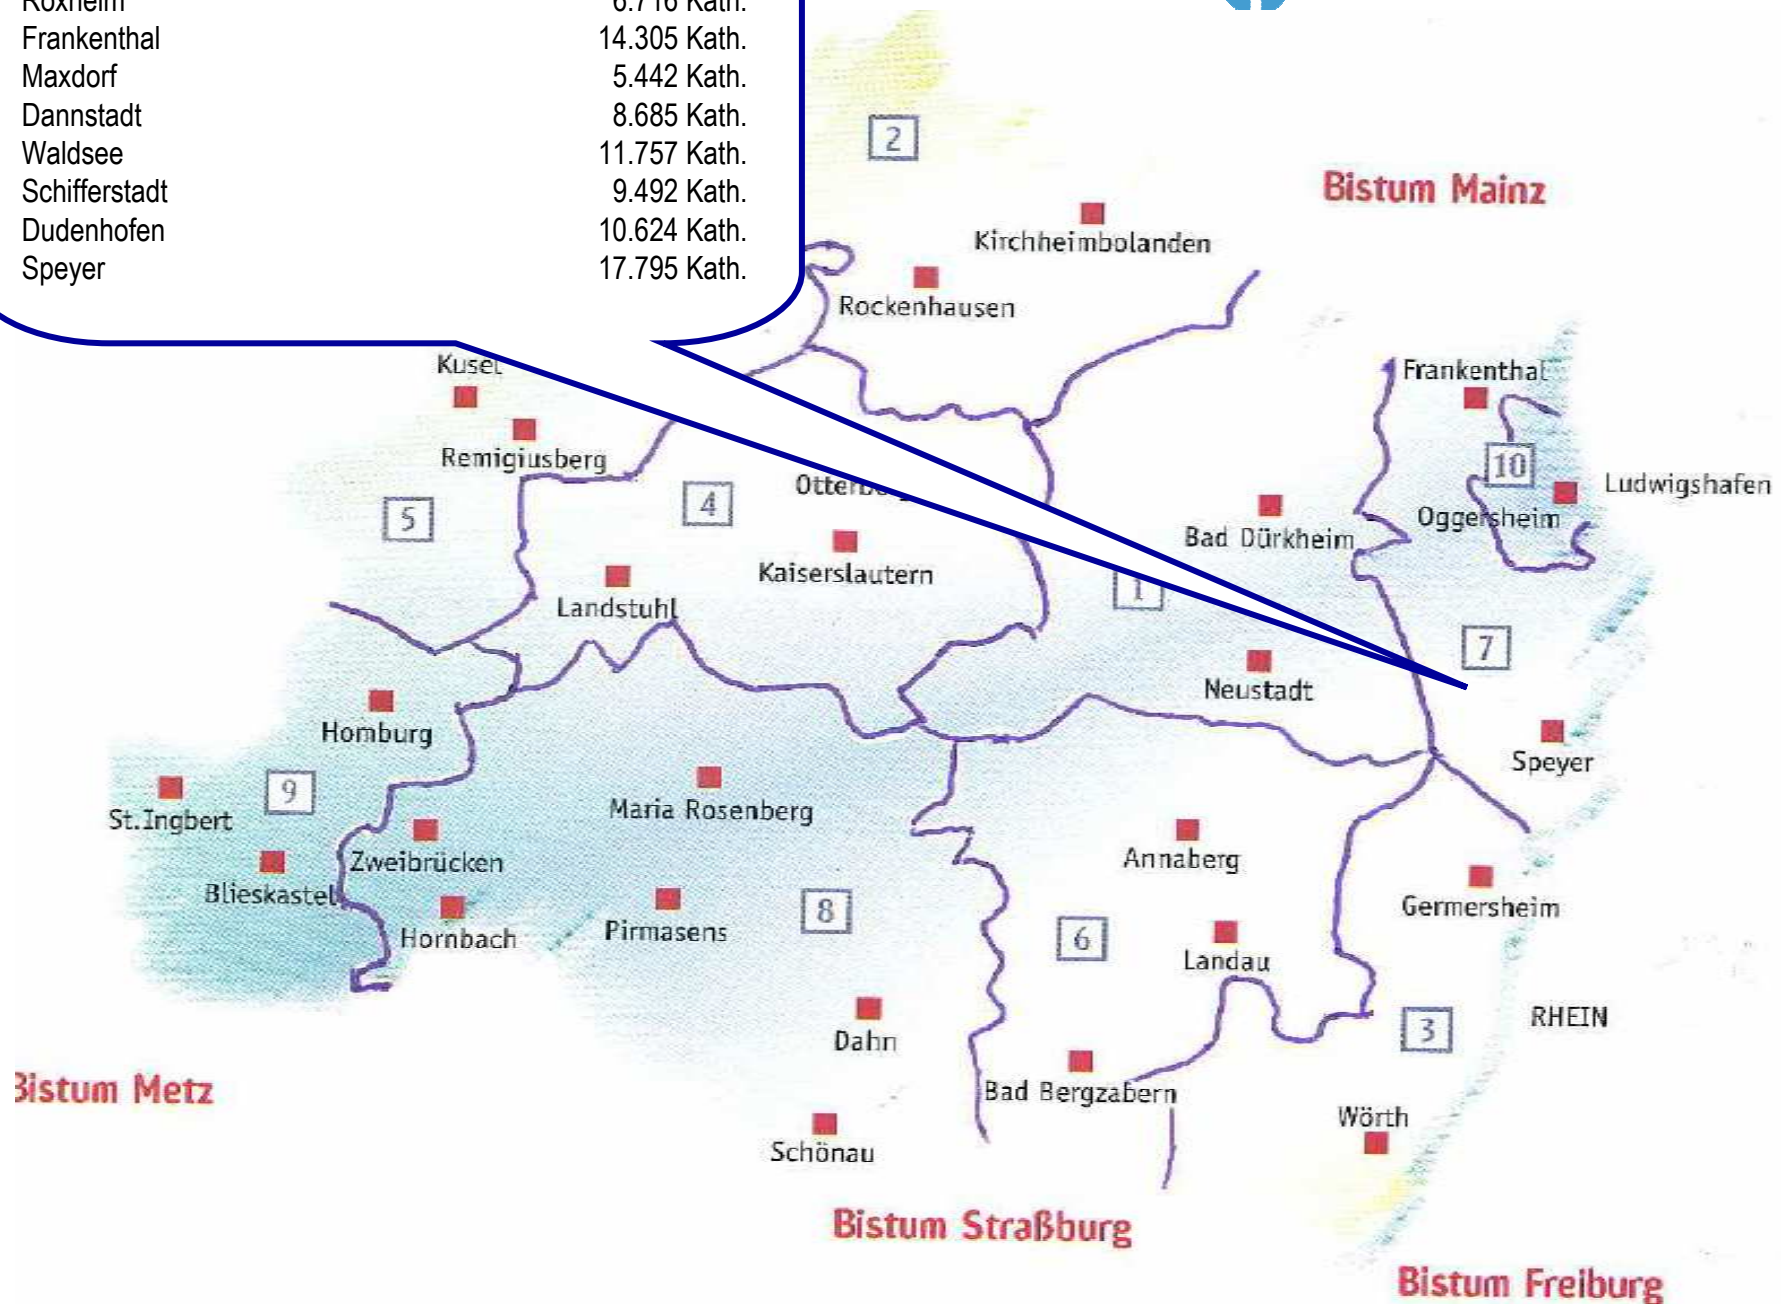 Roxheim 6.716 Kath.
Frankenthal 14.305 Kath.
Maxdorf 5.442 Kath.
Dannstadt 8.685 Kath.
Waldsee 11.757 Kath.
Schifferstadt 9.492 Kath.
Dudenhofen 10.624 Kath.
Speyer 17.795 Kath.
2
Bistum Mainz
Kirchheimbolanden
Rockenhausen
Kusel
Frankenthal
Remigiusberg
10
Ludwigshafen
4
5
Oggersheim
Bad Dürkheim
Kaiserslautern
1
Landstuhl
7
Neustadt
Homburg
Speyer
9
St.Ingbert
Maria Rosenberg
Zweibrücken
Annaberg
Blieskastel
Germersheim
8
Hornbach
Pirmasens
6
Landau
RHEIN
3
Dahn
Bistum Metz
Bad Bergzabern
Wörth
Schönau
Bistum Straßburg
Bistum Freiburg